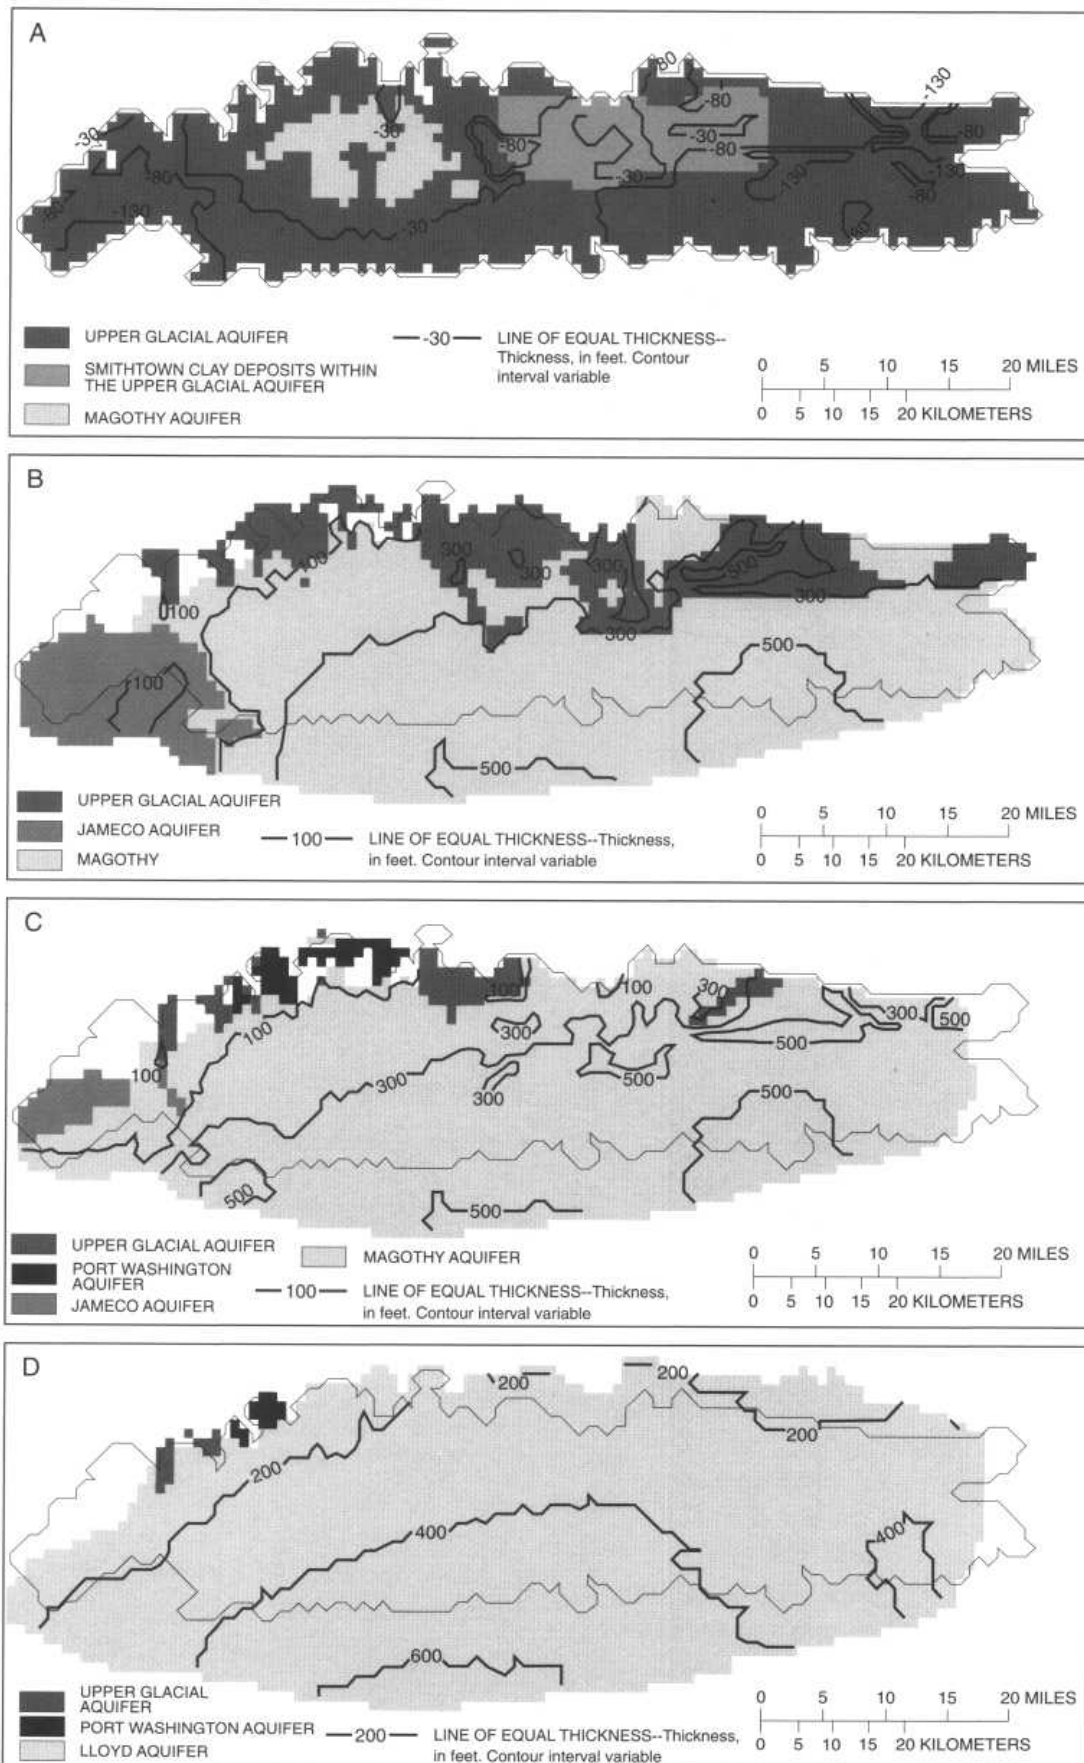 A
80
-130
-80
-30
-30
-80
-30
-80
-80
-80
-30
-130
-130
-80
-130
-80
-30
80
UPPER GLACIAL AQUIFER
SMITHTOWN CLAY DEPOSITS WITHIN
THE UPPER GLACIAL AQUIFER
MAGOTHY AQUIFER
-30
LINE OF EQUAL THICKNESS--
Thickness, in feet. Contour
interval variable
0 5 10 15 20 MILES
0 5 10 15 20 KILOMETERS
B
100
300
300
300
500
300
100
300
500
100
500
UPPER GLACIAL AQUIFER
JAMECO AQUIFER
MAGOTHY
100
LINE OF EQUAL THICKNESS--Thickness,
in feet. Contour interval variable
0 5 10 15 20 MILES
0 5 10 15 20 KILOMETERS
C
100
100
300
300
500
100
300
500
100
300
500
300
500
500
500
UPPER GLACIAL AQUIFER
PORT WASHINGTON
AQUIFER
JAMECO AQUIFER
MAGOTHY AQUIFER
100
LINE OF EQUAL THICKNESS--Thickness,
in feet. Contour interval variable
0 5 10 15 20 MILES
0 5 10 15 20 KILOMETERS
D
200
200
200
200
400
400
600
UPPER GLACIAL
AQUIFER
PORT WASHINGTON AQUIFER
LLOYD AQUIFER
200
LINE OF EQUAL THICKNESS--Thickness,
in feet. Contour interval variable
0 5 10 15 20 MILES
0 5 10 15 20 KILOMETERS